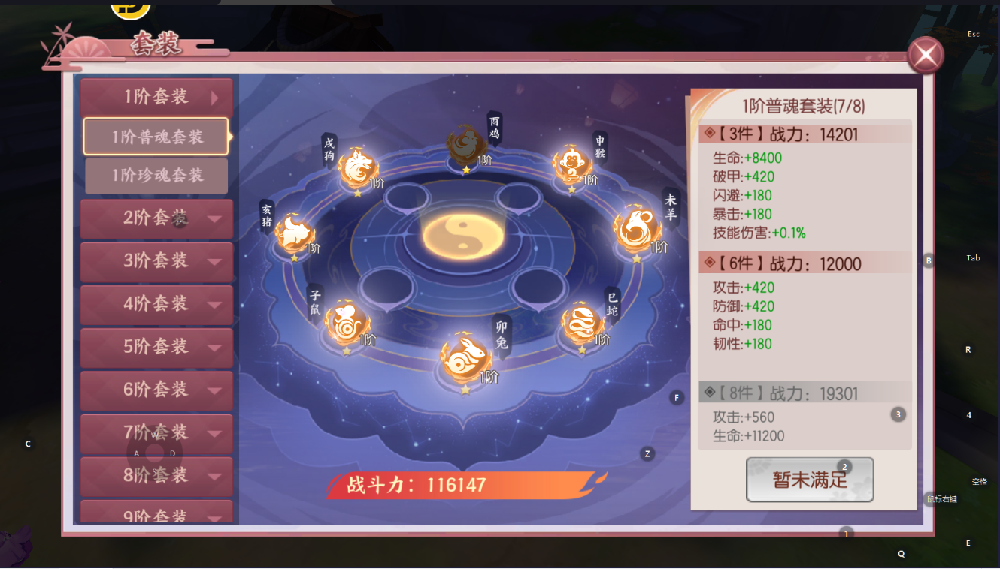 套装
Esc
1阶套装
1阶普魂套装
1阶珍魂套装
2阶套装
3阶套装
4阶套装
5阶套装
6阶套装
7阶套装
8阶套装
9阶套装
W
A
D
S
C
酉鸡
1阶
戌狗
1阶
申猴
1阶
亥猪
1阶
未羊
1阶
子鼠
1阶
巳蛇
1阶
卯兔
1阶
战斗力：116147
F
Z
1阶普魂套装(7/8)
【3件】战力：14201
生命:+8400
破甲:+420
闪避:+180
暴击:+180
技能伤害:+0.1%
【6件】战力：12000
攻击:+420
防御:+420
命中:+180
韧性:+180
【8件】战力：19301
攻击:+560
生命:+11200
3
2
暂未满足
1
B
Tab
R
4
空格
鼠标右键
E
Q